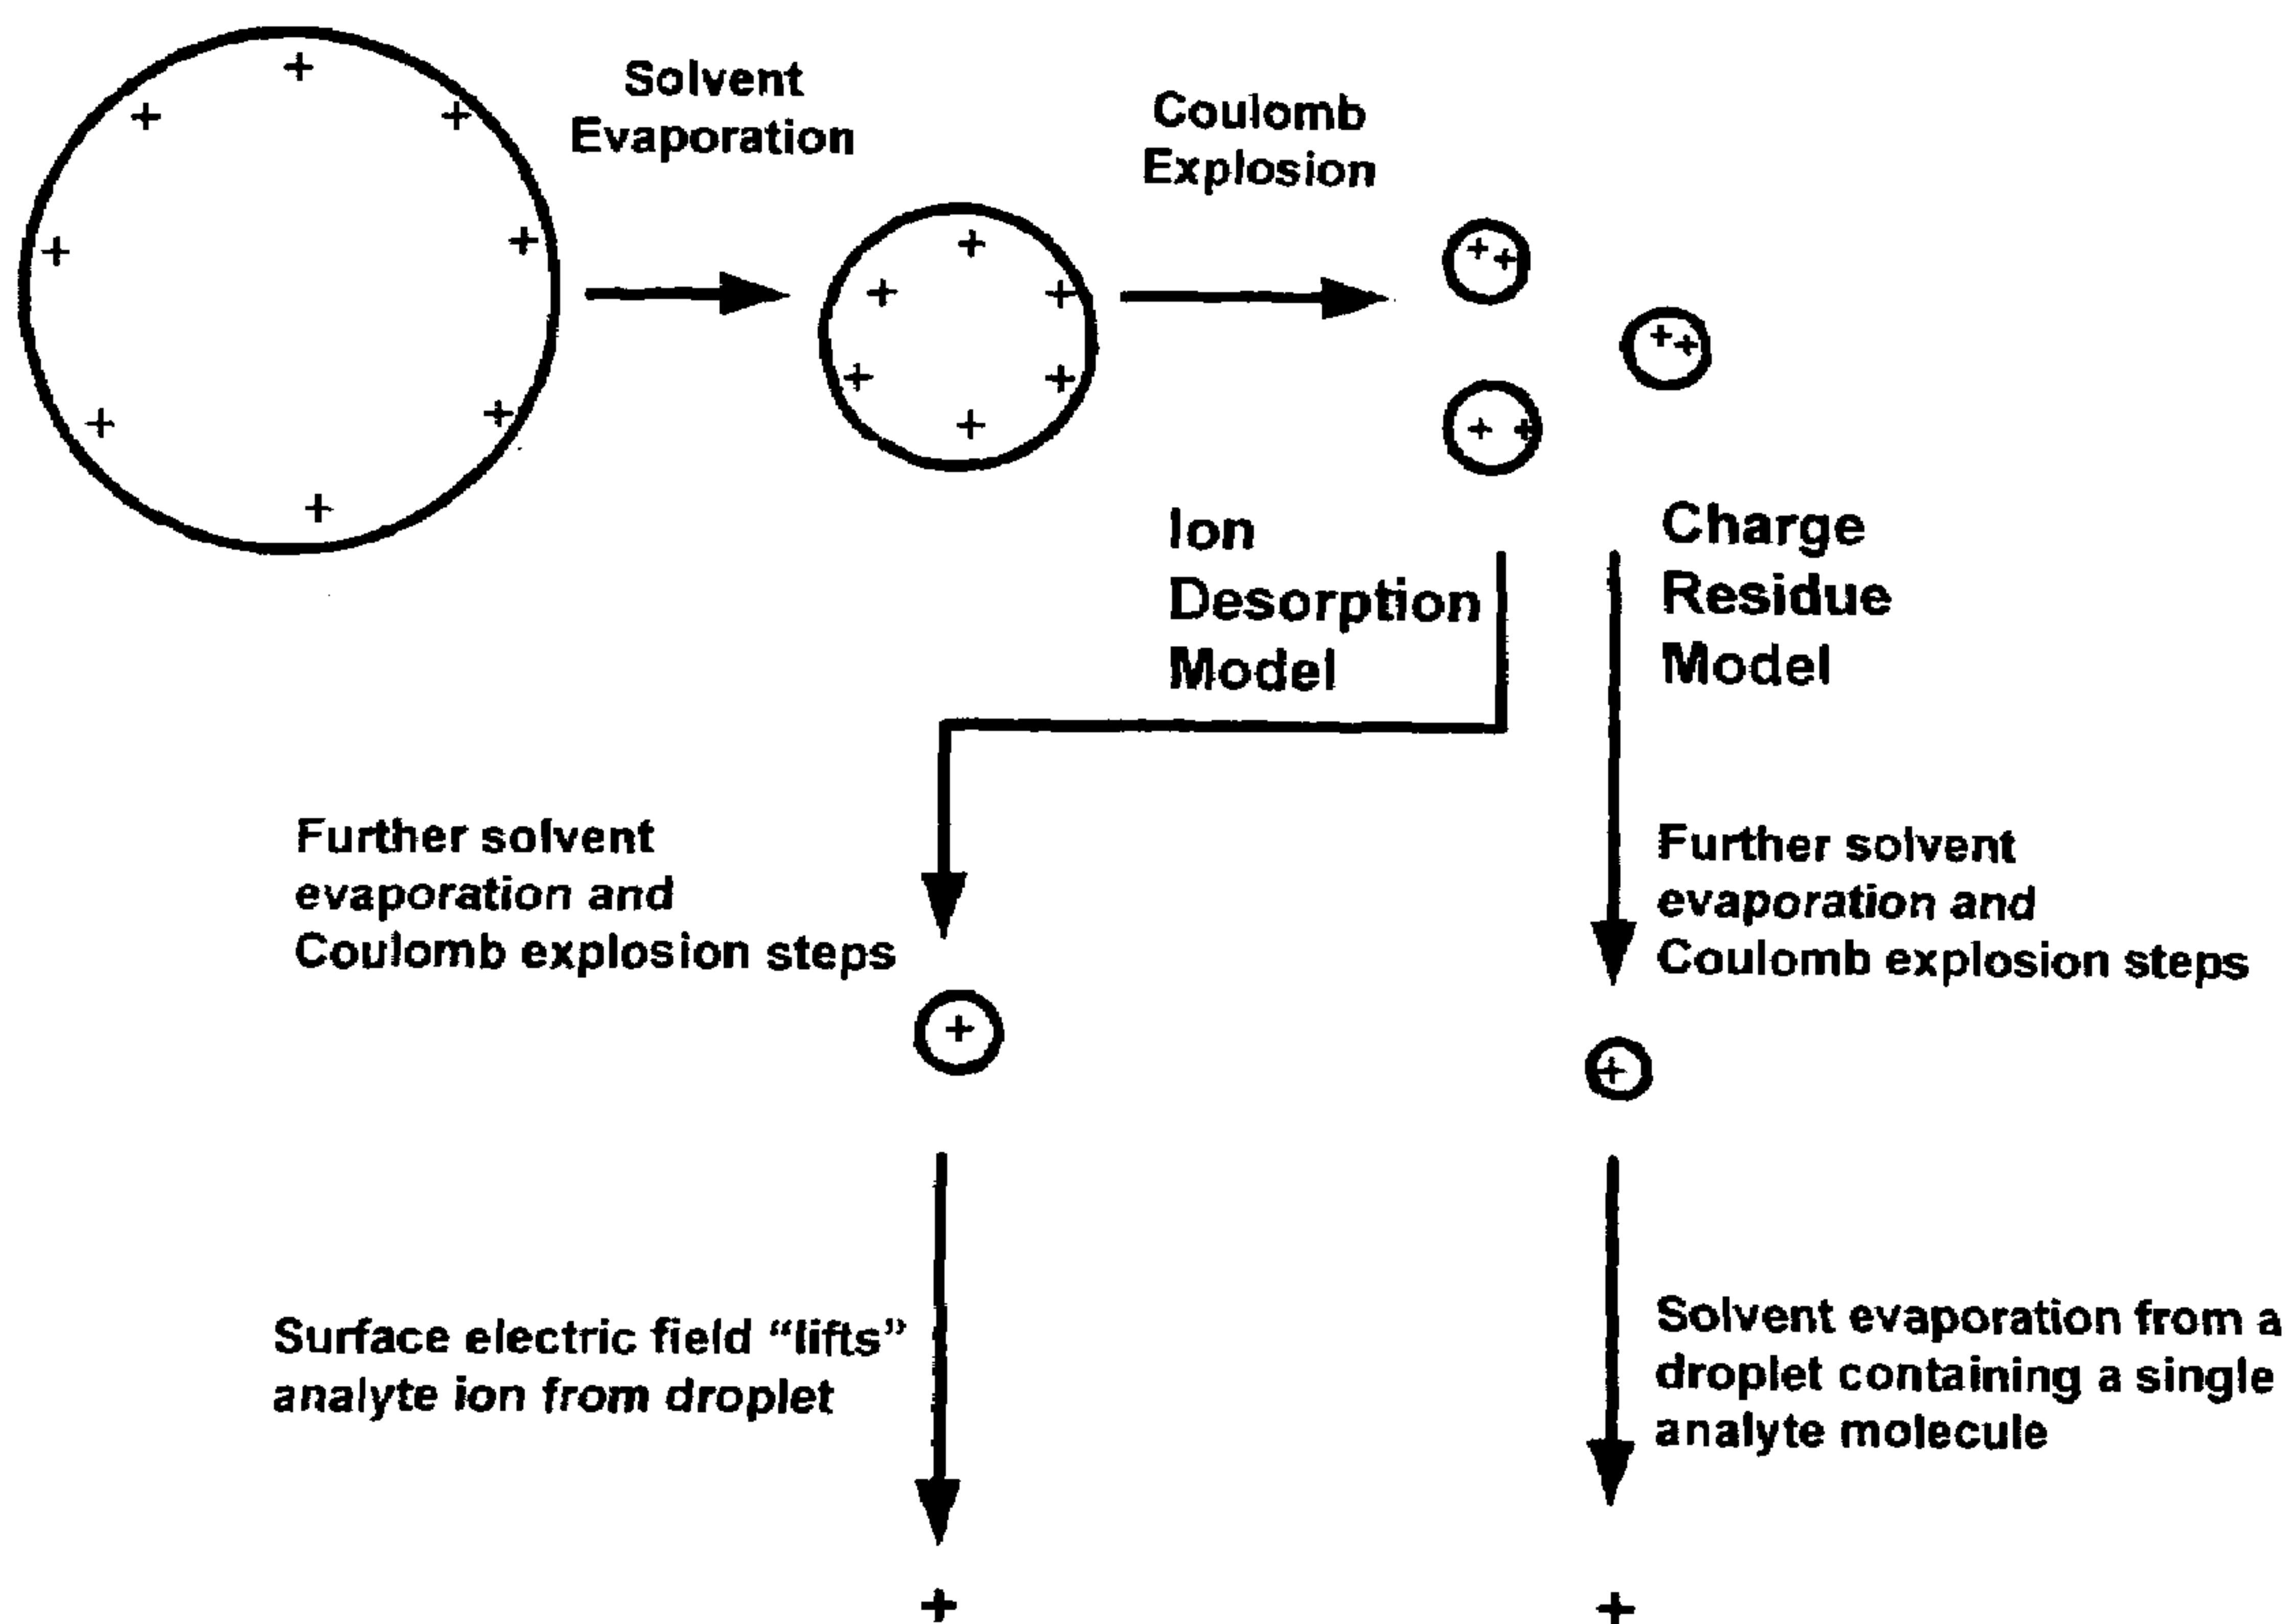 Solvent
Evaporation
Coulomb
Explosion
Ion
Desorption
Model
Charge
Residue
Model
Further solvent
evaporation and
Coulomb explosion steps
Further solvent
evaporation and
Coulomb explosion steps
Surface electric field “lifts”
analyte ion from droplet
Solvent evaporation from a
droplet containing a single
analyte molecule